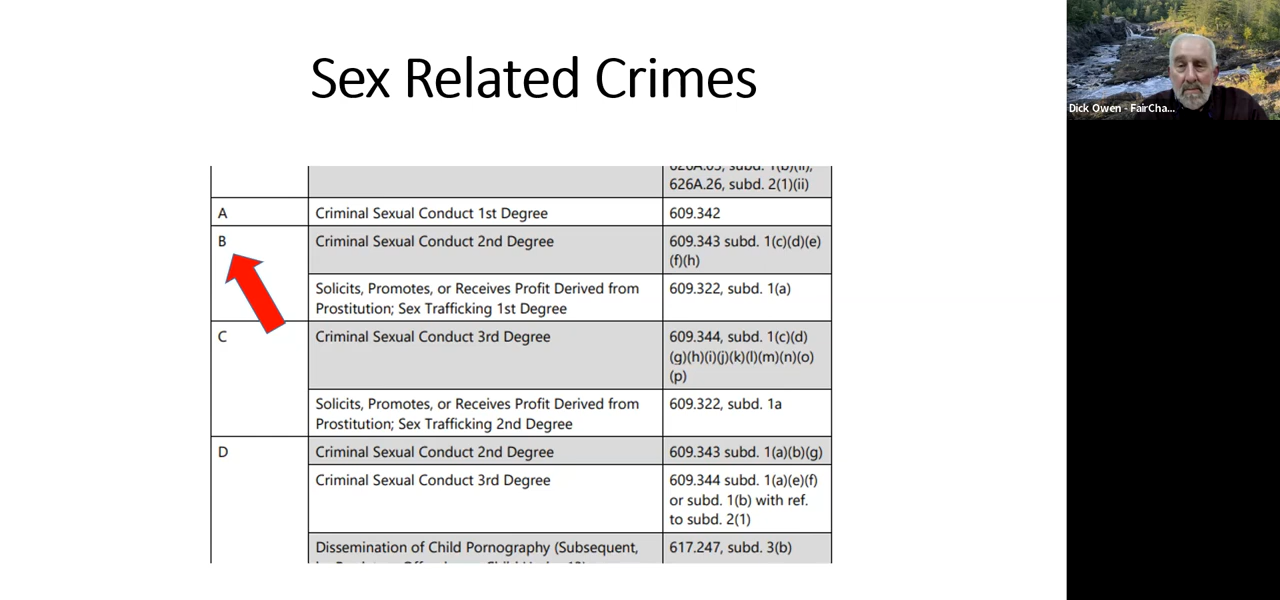 Sex Related Crimes
Dick Owen - FairCha...
626A.05, subd. 1(b)(ii);
626A.26, subd. 2(1)(ii)
A Criminal Sexual Conduct 1st Degree 609.342
B Criminal Sexual Conduct 2nd Degree 609.343 subd. 1(c)(d)(e)
(f)(h)
Solicits, Promotes, or Receives Profit Derived from 609.322, subd. 1(a)
Prostitution; Sex Trafficking 1st Degree
C Criminal Sexual Conduct 3rd Degree 609.344, subd. 1(c)(d)
(g)(h)(i)(j)(k)(l)(m)(n)(o)
(p)
Solicits, Promotes, or Receives Profit Derived from 609.322, subd. 1a
Prostitution; Sex Trafficking 2nd Degree
D Criminal Sexual Conduct 2nd Degree 609.343 subd. 1(a)(b)(g)
Criminal Sexual Conduct 3rd Degree 609.344 subd. 1(a)(e)(f)
or subd. 1(b) with ref.
to subd. 2(1)
Dissemination of Child Pornography (Subsequent, 617.247, subd. 3(b)